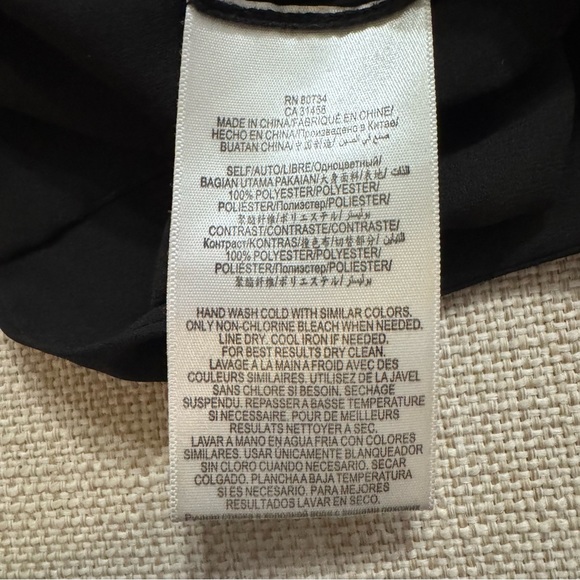 RN 80734
CA 31458
MADE IN CHINA/FABRIQUÉ EN CHINE/
HECHO EN CHINA/Произведено в Китае/
BUATAN CHINA/中国制造/صنع في الصين
SELF/AUTO/LIBRE/Одноцветный/
BAGIAN UTAMA PAKAIAN/大身面料/表地/
100% POLYESTER/POLYESTER/
POLIÉSTER/Полиэстер/POLIESTER/
聚酯纤维/ポリエステル/بوليستر
CONTRAST/CONTRASTE/CONTRASTE/
Контраст/KONTRAS/撞色布/切替部分/
100% POLYESTER/POLYESTER/
POLIÉSTER/Полиэстер/POLIESTER/
聚酯纤维/ポリエステル/بوليستر
HAND WASH COLD WITH SIMILAR COLORS.
ONLY NON-CHLORINE BLEACH WHEN NEEDED.
LINE DRY. COOL IRON IF NEEDED.
FOR BEST RESULTS DRY CLEAN.
LAVAGE À LA MAIN A FROID AVEC DES
COULEURS SIMILAIRES. UTILISEZ DE LA JAVEL
SANS CHLORE SI BESOIN. SECHAGE
SUSPENDU. REPASSER A BASSE TEMPERATURE
SI NECESSAIRE. POUR DE MEILLEURS
RESULATS NETTOYER A SEC.
LAVAR A MANO EN AGUA FRIA CON COLORES
SIMILARES. USAR ÚNICAMENTE BLANQUEADOR
SIN CLORO CUANDO NECESARIO. SECAR
COLGADO. PLANCHA A BAJA TEMPERATURA
SI ES NECESARIO. PARA MEJORES
RESULTADOS LAVAR EN SECO.